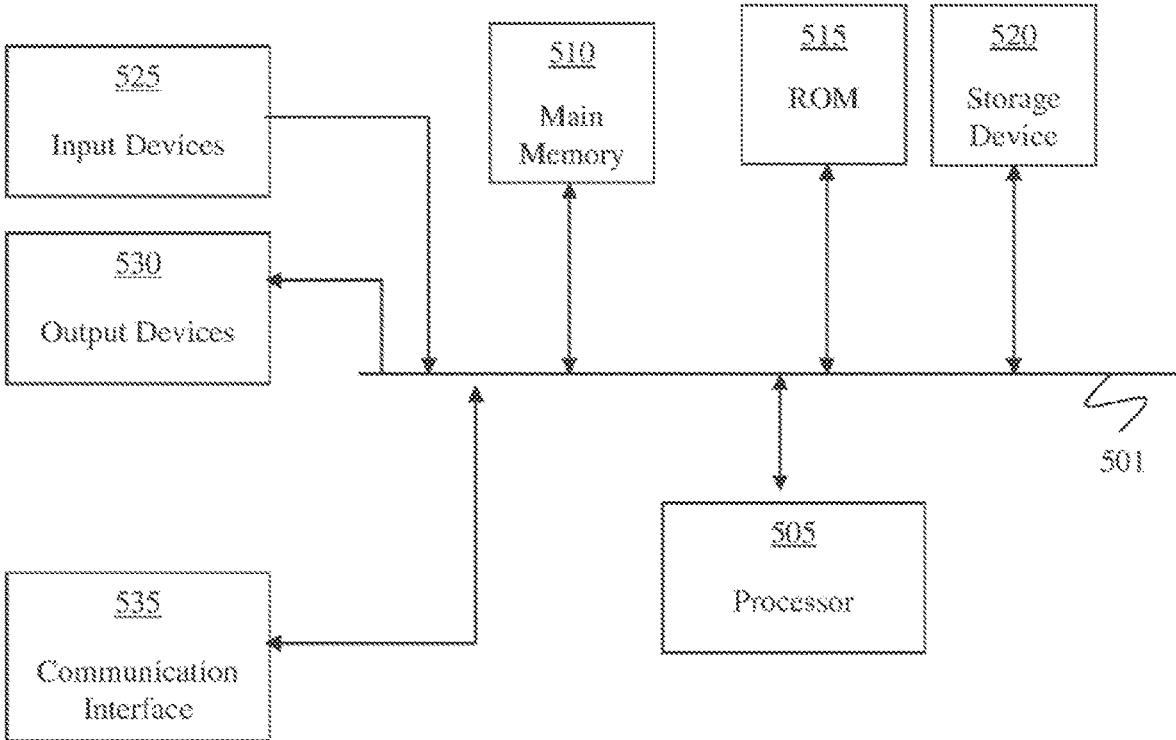 525
Input Devices
510
Main
Memory
515
ROM
520
Storage
Device
530
Output Devices
501
505
Processor
535
Communication
Interface